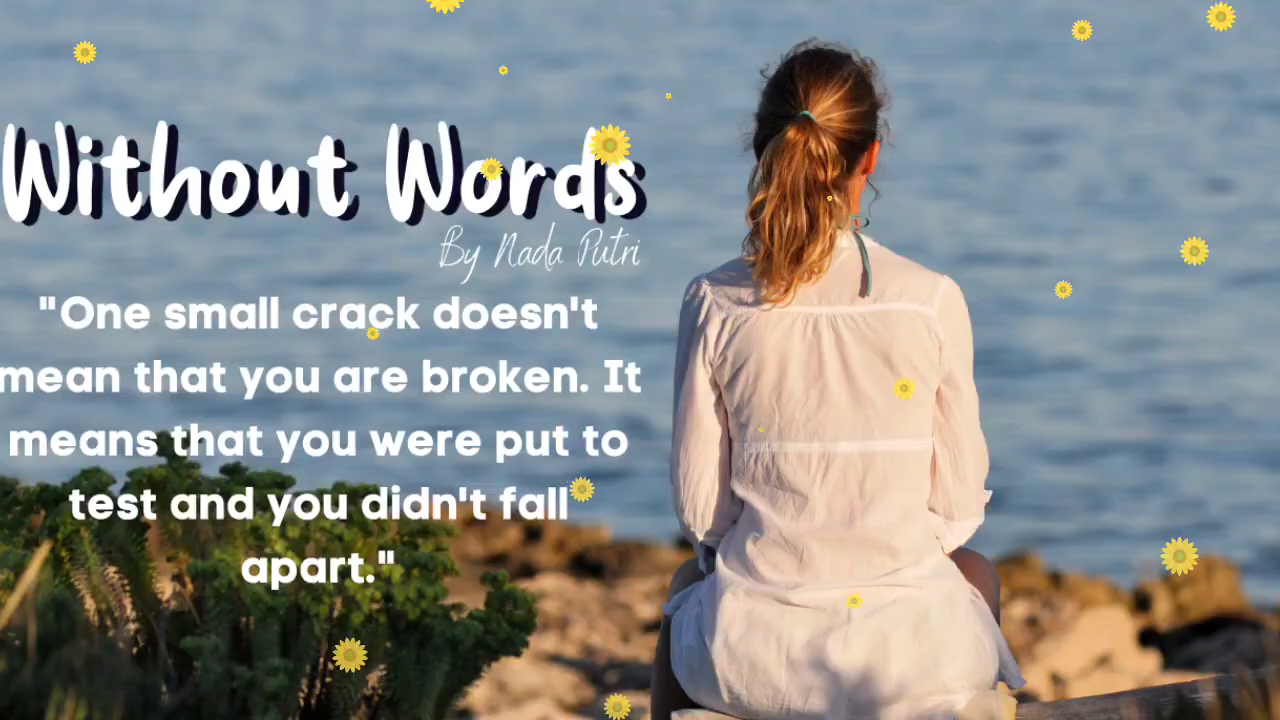 Without Words
By Nada Putri
"One small crack doesn't
mean that you are broken. It
means that you were put to
test and you didn't fall
apart."